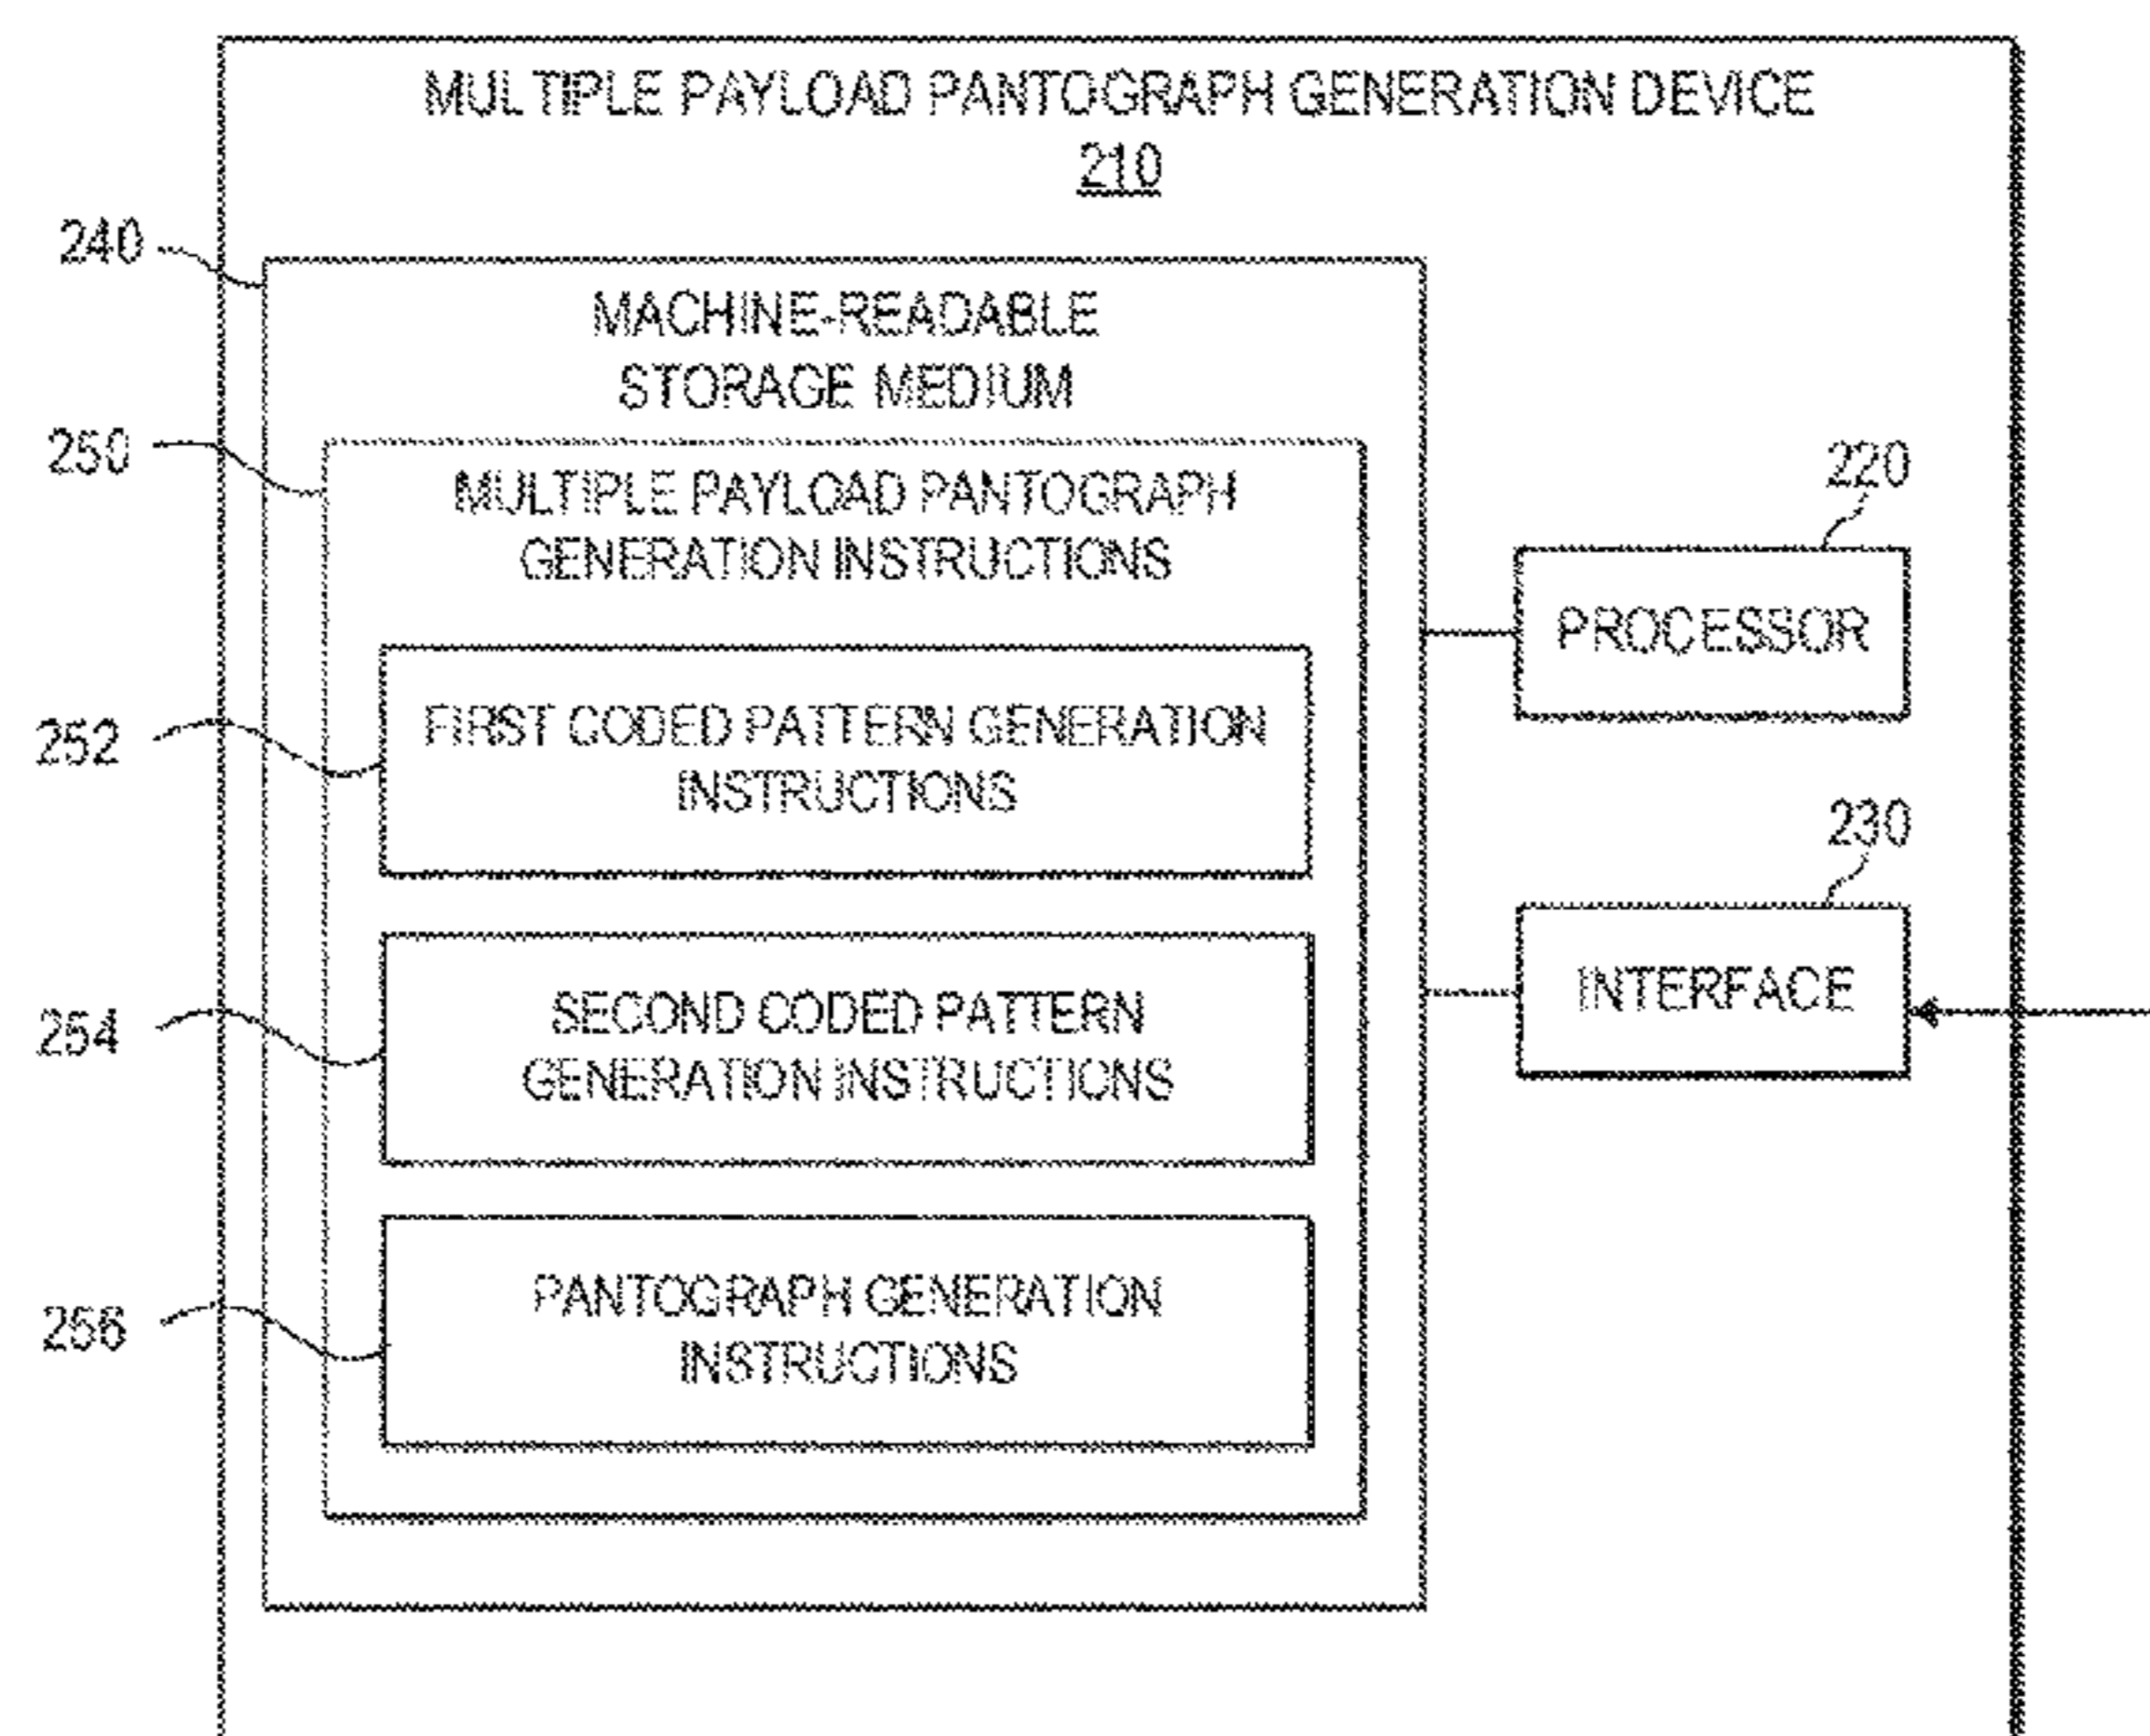 MULTIPLE PAYLOAD PANTOGRAPH GENERATION DEVICE
210
240
MACHINE-READABLE
STORAGE MEDIUM
250
MULTIPLE PAYLOAD PANTOGRAPH
GENERATION INSTRUCTIONS
220
PROCESSOR
252
FIRST CODED PATTERN GENERATION
INSTRUCTIONS
230
INTERFACE
254
SECOND CODED PATTERN
GENERATION INSTRUCTIONS
256
PANTOGRAPH GENERATION
INSTRUCTIONS